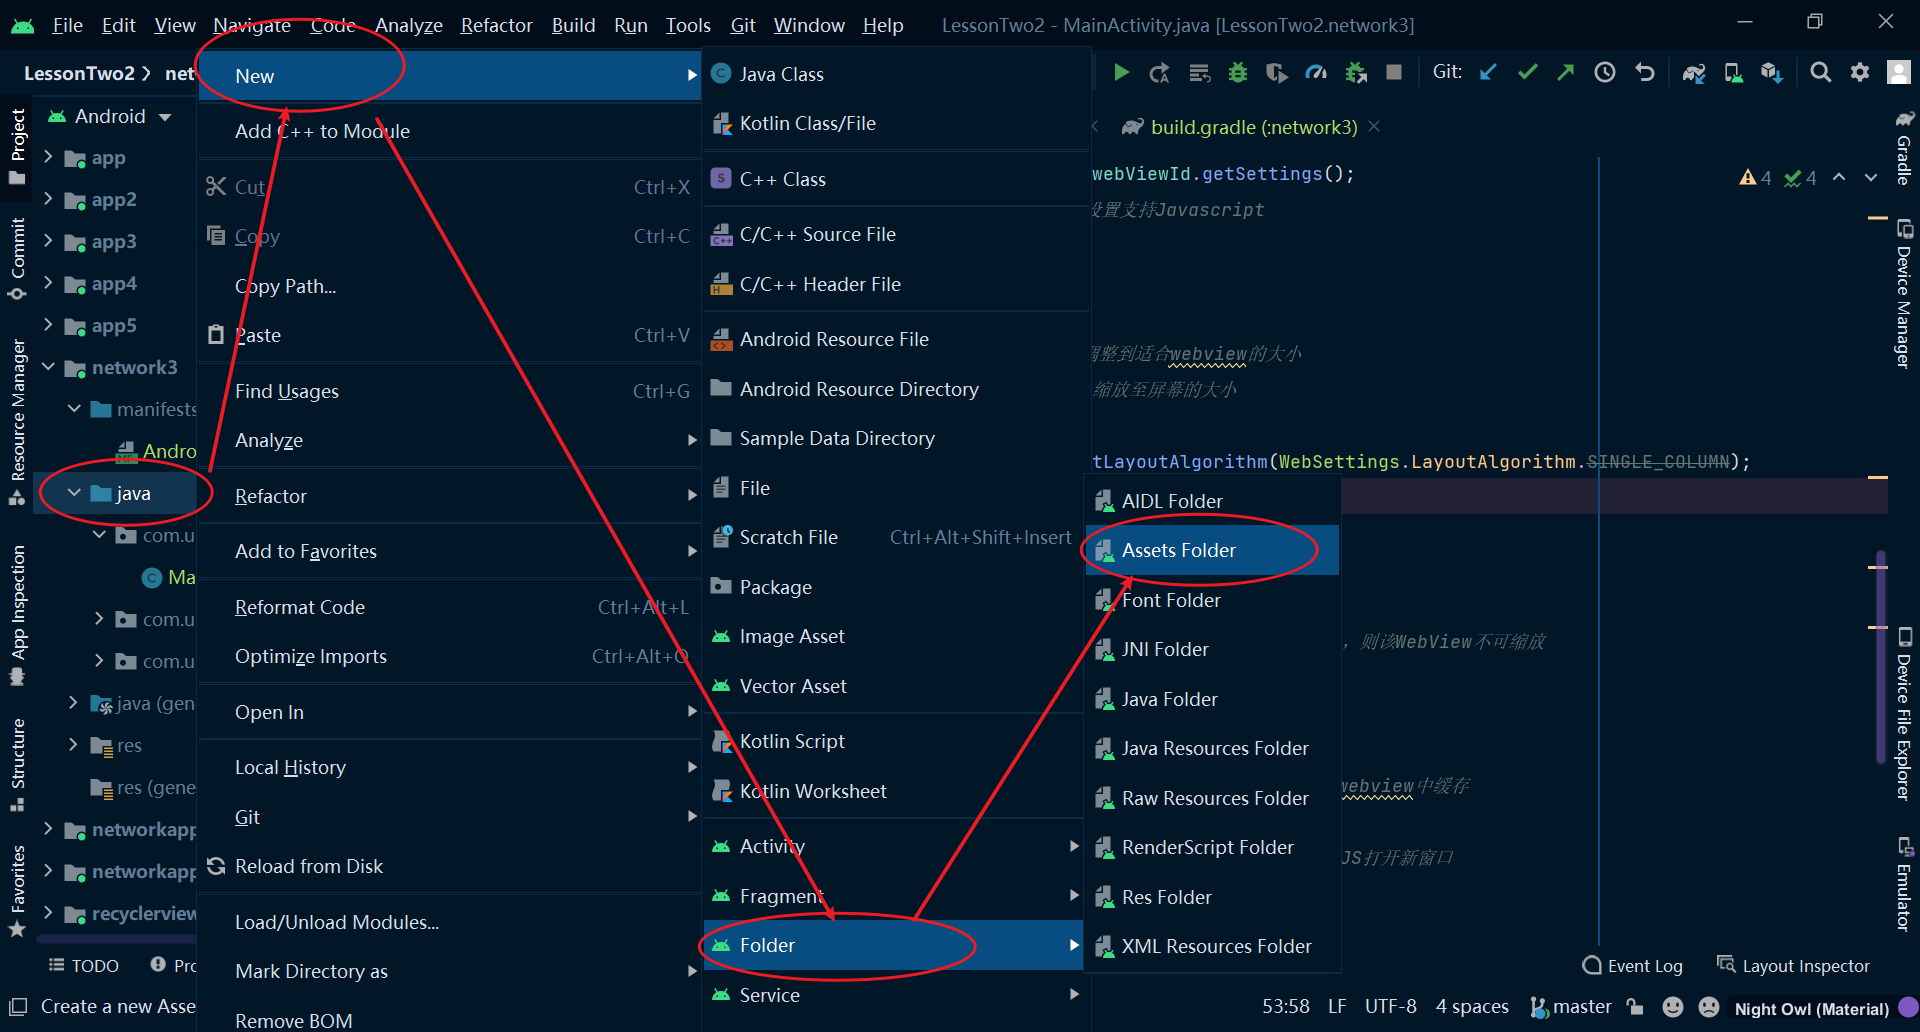 File Edit View Navigate Code Analyze Refactor Build Run Tools Git Window Help LessonTwo2 - MainActivity.java [LessonTwo2.network3]
LessonTwo2 net
Git:
Project
Commit
Resource Manager
App Inspection
Structure
Favorites
Android
app
app2
app3
app4
app5
network3
manifests
Andro
java
com.u
Ma
com.u
com.u
java (gen
res
res (gene
networkapp
networkapp
recyclerview
TODO
Pro
Create a new Asse
New
Add C++ to Module
Cut Ctrl+X
Copy Ctrl+C
Copy Path...
Paste Ctrl+V
Find Usages Ctrl+G
Analyze
Refactor
Add to Favorites
Reformat Code Ctrl+Alt+L
Optimize Imports Ctrl+Alt+O
Open In
Local History
Git
Reload from Disk
Load/Unload Modules...
Mark Directory as
Remove BOM
Java Class
Kotlin Class/File
C++ Class
C/C++ Source File
C/C++ Header File
Android Resource File
Android Resource Directory
Sample Data Directory
File
Scratch File Ctrl+Alt+Shift+Insert
Package
Image Asset
Vector Asset
Kotlin Script
Kotlin Worksheet
Activity
Fragment
Folder
Service
AIDL Folder
Assets Folder
Font Folder
JNI Folder
Java Folder
Java Resources Folder
Raw Resources Folder
RenderScript Folder
Res Folder
XML Resources Folder
build.gradle (:network3)
4 4
webViewId.getSettings();
设置支持Javascript
调整到适合webview的大小
缩放至屏幕的大小
tLayoutAlgorithm(WebSettings.LayoutAlgorithm.SINGLE_COLUMN);
，则该WebView不可缩放
webview中缓存
JS打开新窗口
Gradle
Device Manager
Device File Explorer
Emulator
Event Log
Layout Inspector
53:58 LF UTF-8 4 spaces master Night Owl (Material)